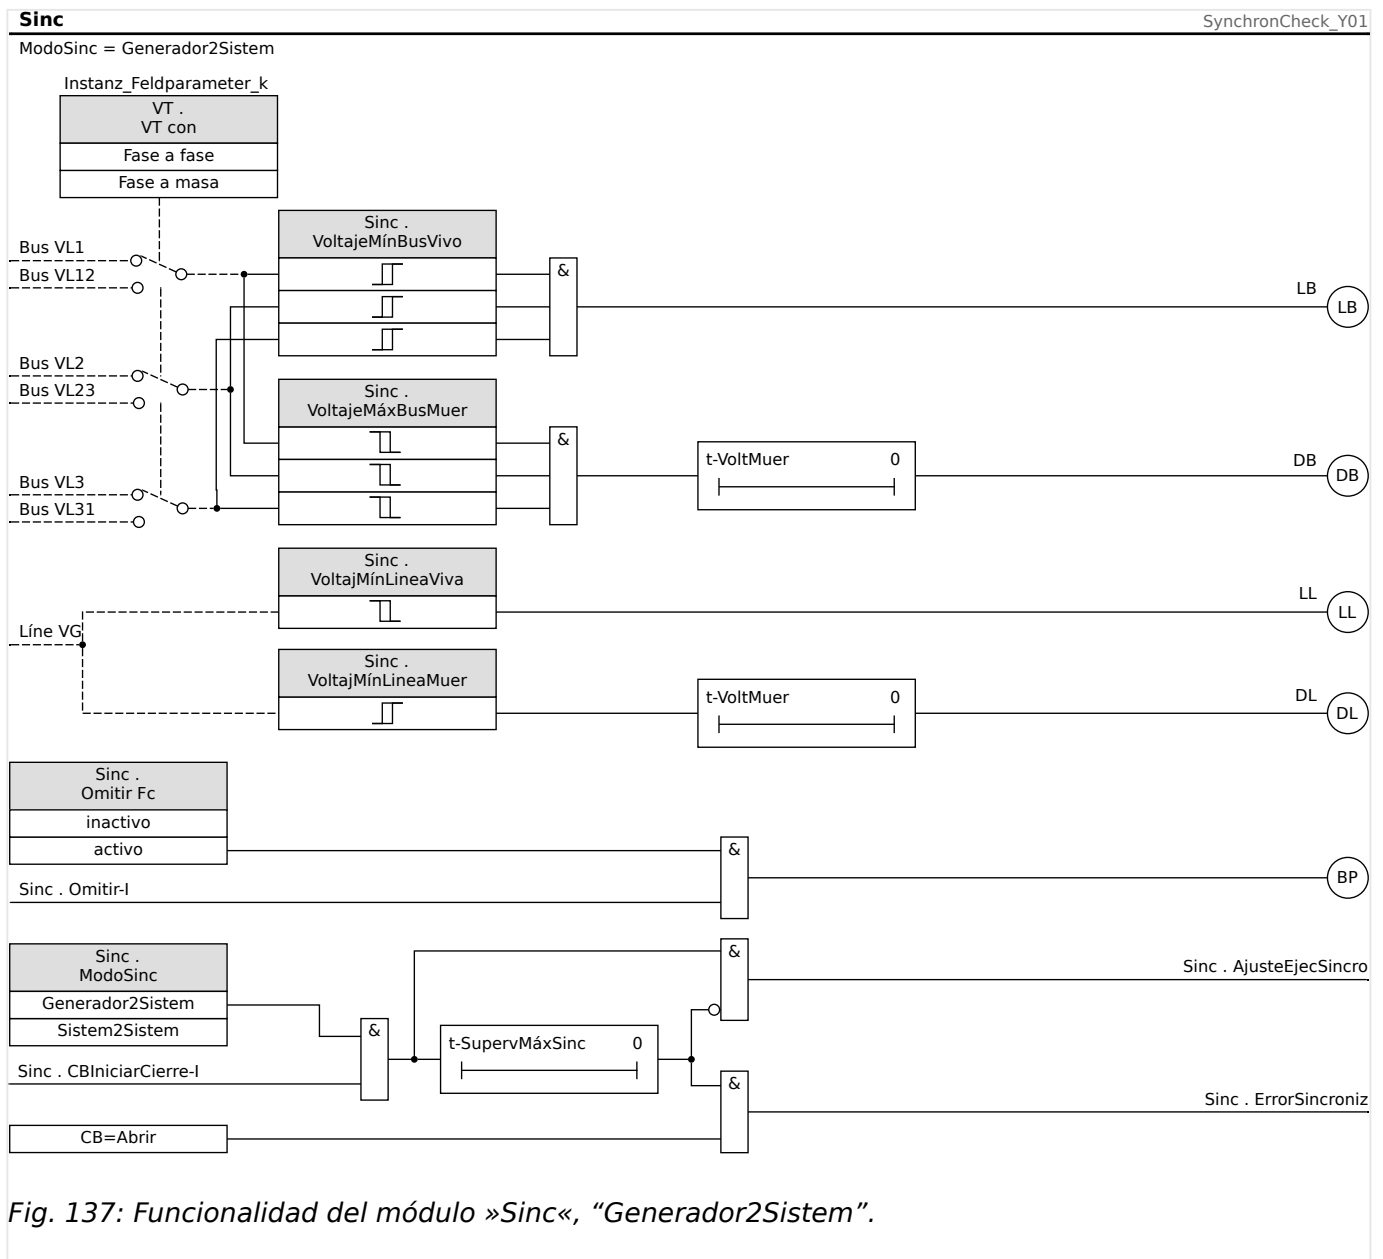 Sinc
SynchronCheck_Y01
ModoSinc = Generador2Sistem
Instanz_Feldparameter_k
VT .
VT con
Fase a fase
Fase a masa
Sinc .
VoltajeMínBusVivo
Bus VL1
Bus VL12
&
LB
LB
Bus VL2
Bus VL23
Sinc .
VoltajeMáxBusMuer
&
t-VoltMuer 0
DB
DB
Bus VL3
Bus VL31
Sinc .
VoltajMínLineaViva
LL
LL
Líne VG
Sinc .
VoltajMínLineaMuer
t-VoltMuer 0
DL
DL
Sinc .
Omitir Fc
inactivo
activo
&
Sinc . Omitir-I
BP
Sinc .
ModoSinc
Generador2Sistem
Sistem2Sistem
&
Sinc . AjusteEjecSincro
&
t-SupervMáxSinc 0
Sinc . CBIniciarCierre-I
&
Sinc . ErrorSincroniz
CB=Abrir
Fig. 137: Funcionalidad del módulo »Sinc«, “Generador2Sistem”.